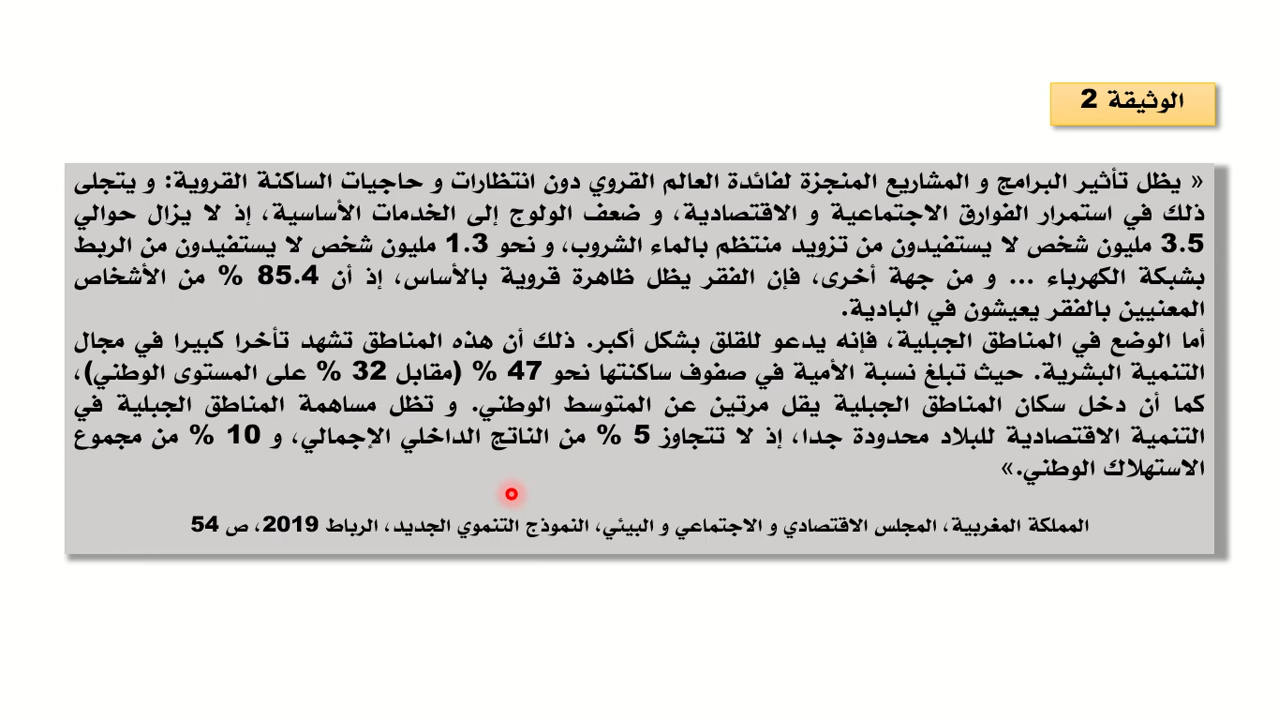 الوثيقة 2
« يظل تأثير البرامج و المشاريع المنجزة لفائدة العالم القروي دون انتظارات و حاجيات الساكنة القروية: و يتجلى
ذلك في استمرار الفوارق الاجتماعية و الاقتصادية، و ضعف الولوج إلى الخدمات الأساسية، إذ لا يزال حوالي
3.5 مليون شخص لا يستفيدون من تزويد منتظم بالماء الشروب، و نحو 1.3 مليون شخص لا يستفيدون من الربط
بشبكة الكهرباء ... و من جهة أخرى، فإن الفقر يظل ظاهرة قروية بالأساس، إذ أن 85.4 % من الأشخاص
المعنيين بالفقر يعيشون في البادية.
أما الوضع في المناطق الجبلية، فإنه يدعو للقلق بشكل أكبر. ذلك أن هذه المناطق تشهد تأخرا كبيرا في مجال
التنمية البشرية. حيث تبلغ نسبة الأمية في صفوف ساكنتها نحو 47 % (مقابل 32 % على المستوى الوطني)،
كما أن دخل سكان المناطق الجبلية يقل مرتين عن المتوسط الوطني. و تظل مساهمة المناطق الجبلية في
التنمية الاقتصادية للبلاد محدودة جدا، إذ لا تتجاوز 5 % من الناتج الداخلي الإجمالي، و 10 % من مجموع
الاستهلاك الوطني.»
المملكة المغربية، المجلس الاقتصادي و الاجتماعي و البيئي، النموذج التنموي الجديد، الرباط 2019، ص 54